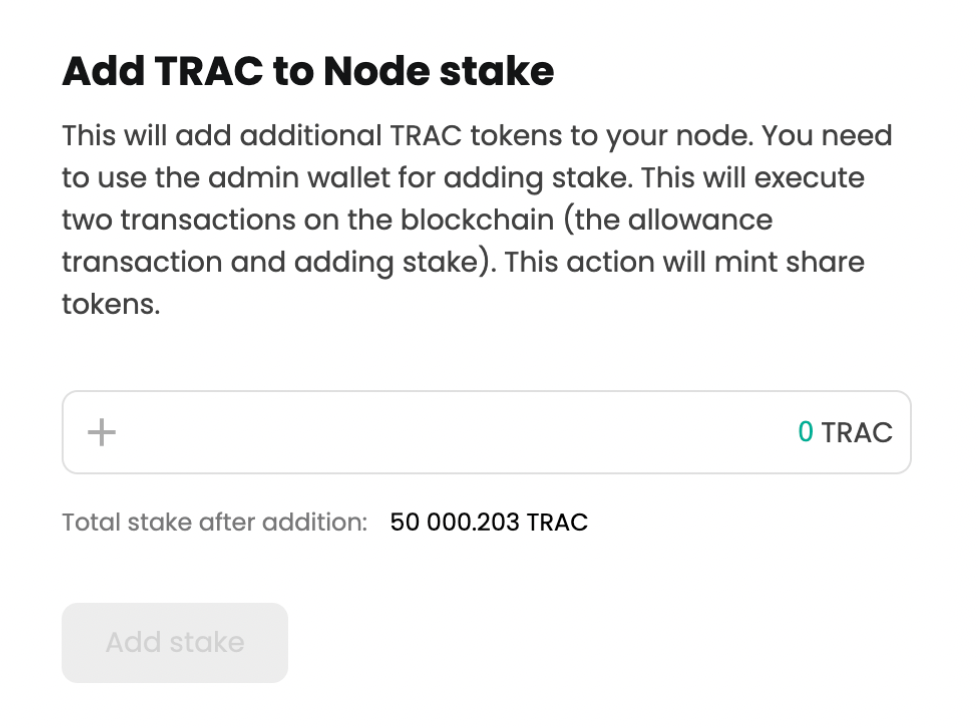 Add TRAC to Node stake
This will add additional TRAC tokens to your node. You need
to use the admin wallet for adding stake. This will execute
two transactions on the blockchain (the allowance
transaction and adding stake). This action will mint share
tokens.
+ 0 TRAC
Total stake after addition: 50 000.203 TRAC
Add stake